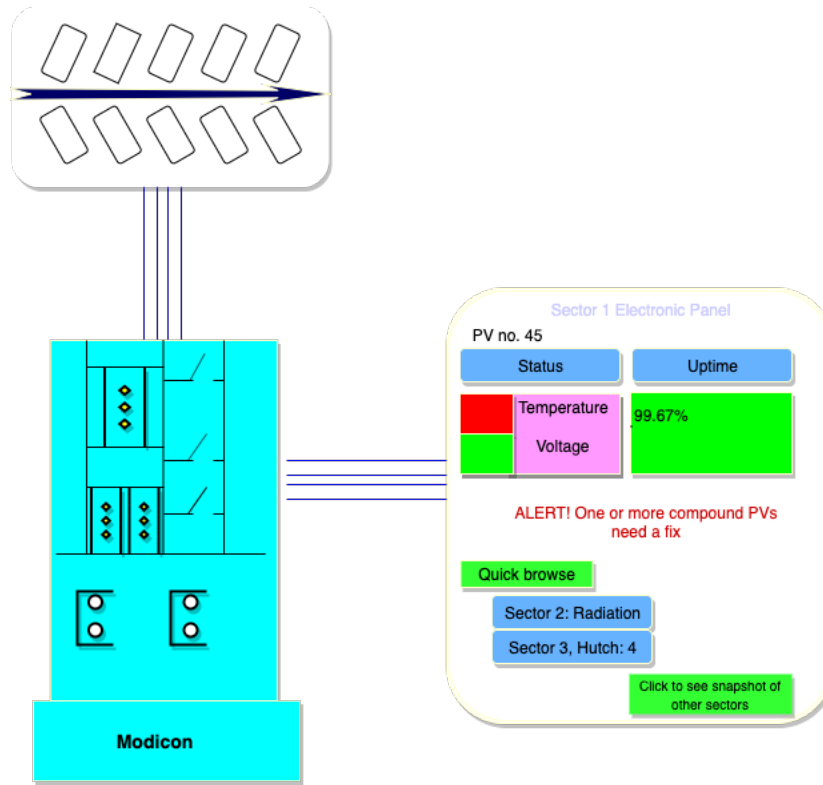 Sector 1 Electronic Panel
PV no. 45
Status
Uptime
Temperature
99.67%
Voltage
ALERT! One or more compound PVs
need a fix
Quick browse
Sector 2: Radiation
Sector 3, Hutch: 4
Click to see snapshot of
other sectors
Modicon